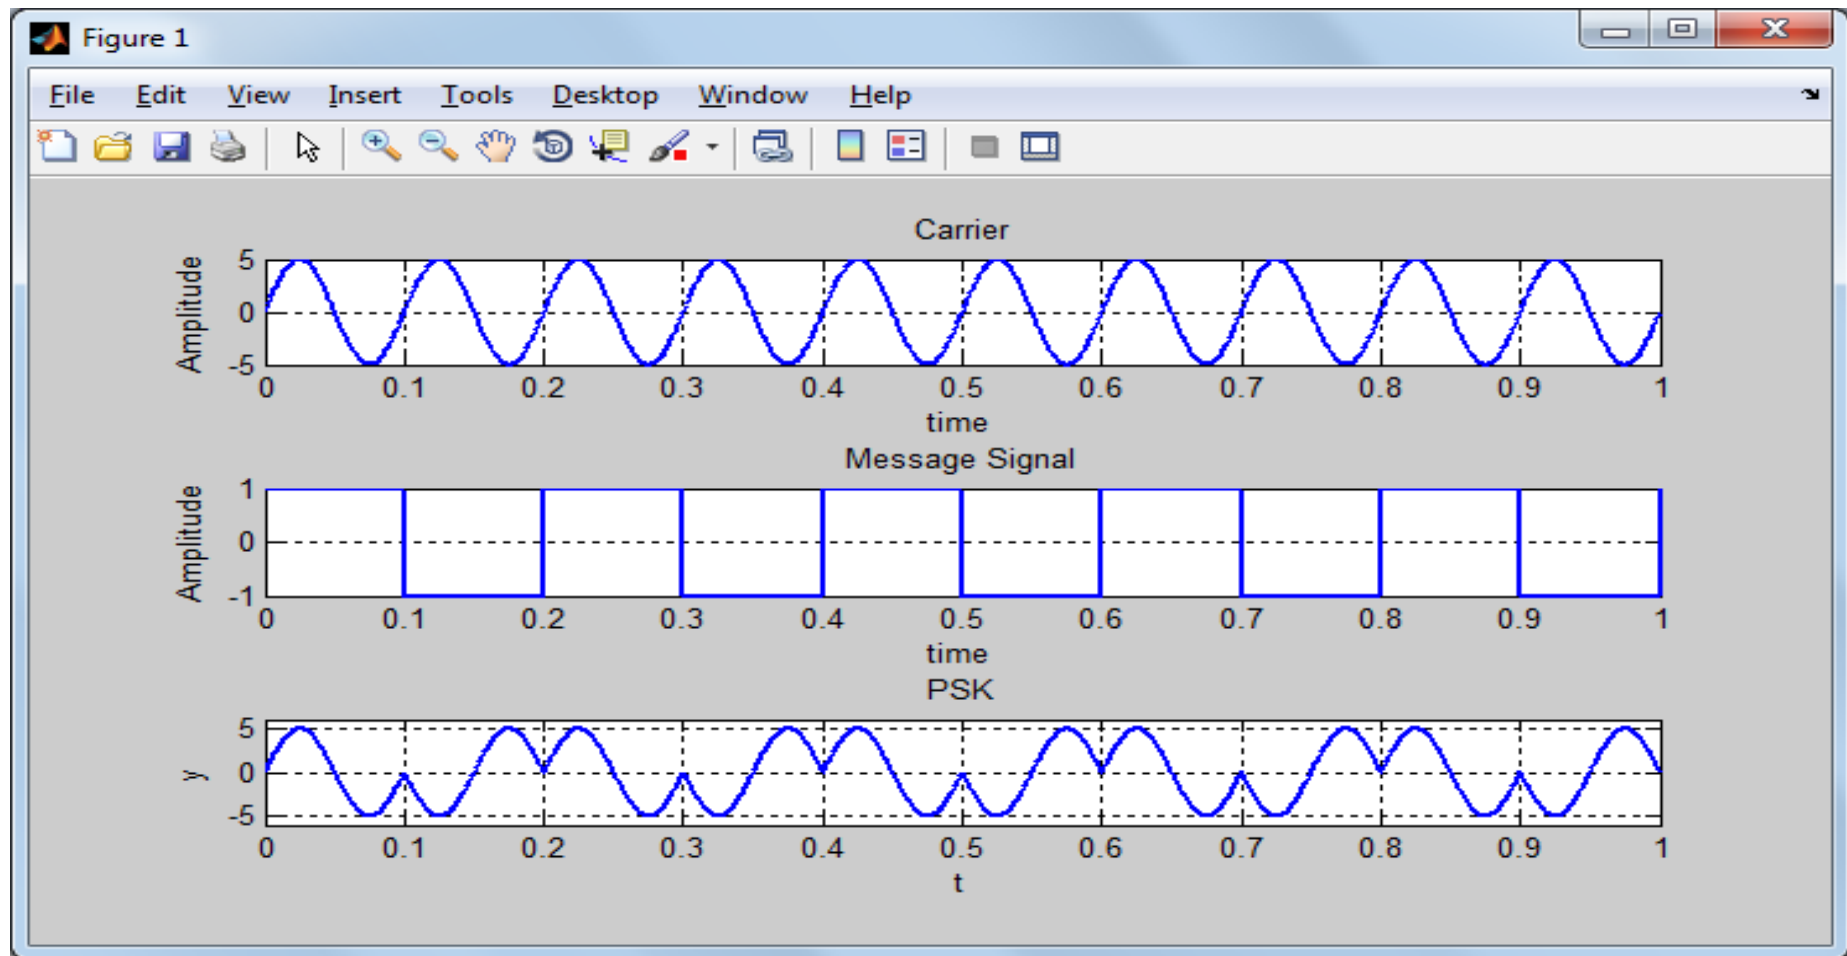 Figure 1
File Edit View Insert Tools Desktop Window Help
Carrier
Amplitude
5
0
-5
0 0.1 0.2 0.3 0.4 0.5 0.6 0.7 0.8 0.9 1
time
Message Signal
Amplitude
1
0
-1
0 0.1 0.2 0.3 0.4 0.5 0.6 0.7 0.8 0.9 1
time
PSK
y
5
0
-5
0 0.1 0.2 0.3 0.4 0.5 0.6 0.7 0.8 0.9 1
t